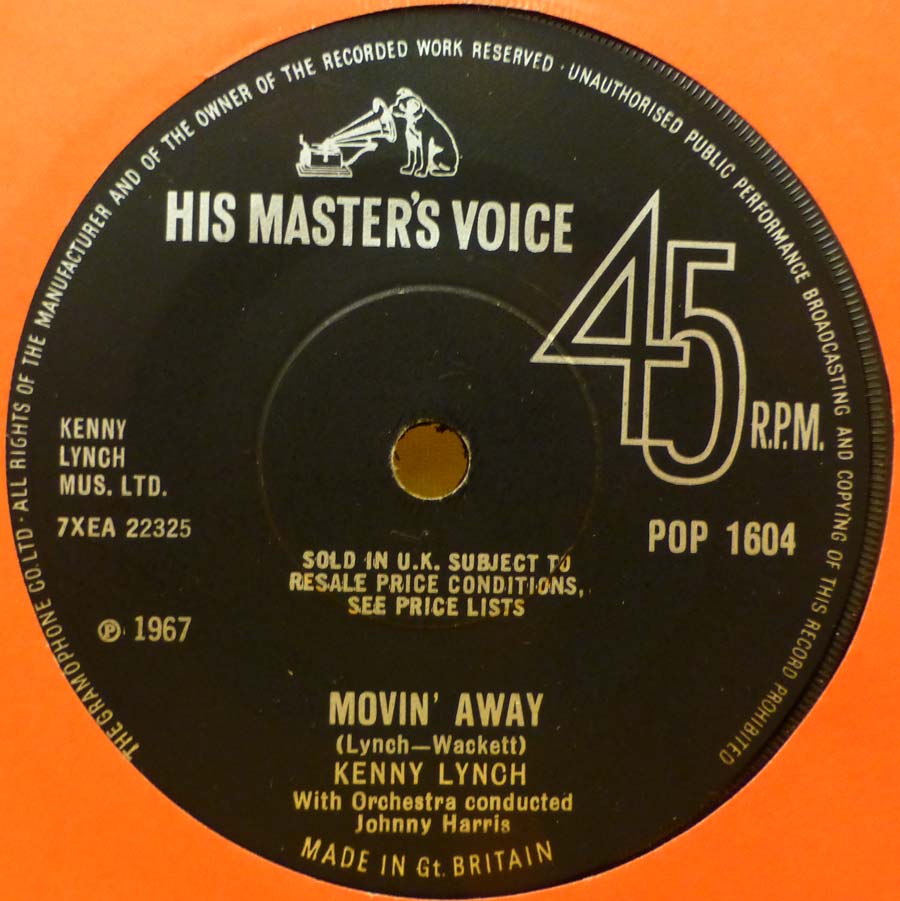 THE GRAMOPHONE CO. LTD · ALL RIGHTS OF THE MANUFACTURER AND OF THE OWNER OF THE RECORDED WORK RESERVED · UNAUTHORISED PUBLIC PERFORMANCE BROADCASTING AND COPYING OF THIS RECORD PROHIBITED
HIS MASTER'S VOICE
45 R.P.M.
KENNY
LYNCH
MUS. LTD.
7XEA 22325
POP 1604
SOLD IN U.K. SUBJECT TO
RESALE PRICE CONDITIONS,
SEE PRICE LISTS
℗ 1967
MOVIN' AWAY
(Lynch—Wackett)
KENNY LYNCH
With Orchestra conducted
Johnny Harris
MADE IN Gt. BRITAIN